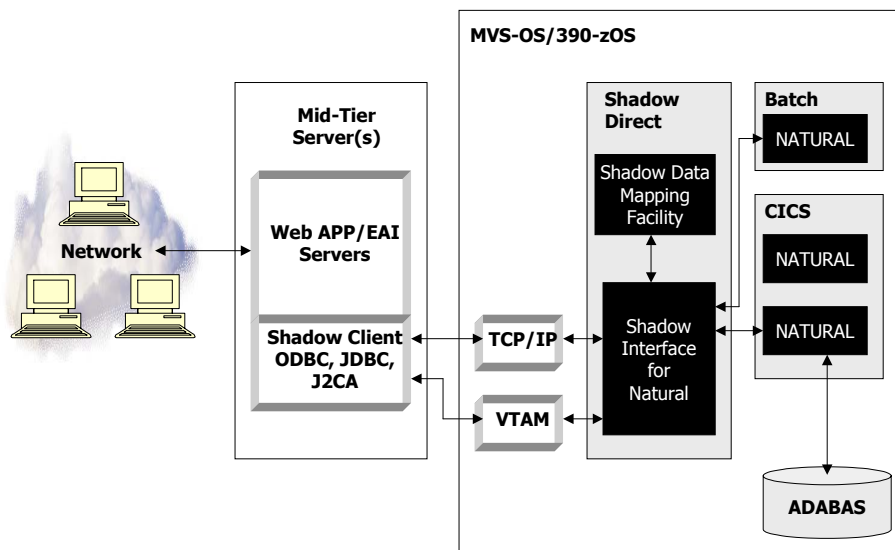 MVS-OS/390-zOS
Mid-Tier
Server(s)
Shadow
Direct
Batch
NATURAL
Shadow Data
Mapping
Facility
CICS
NATURAL
Network
Web APP/EAI
Servers
Shadow Client
ODBC, JDBC,
J2CA
TCP/IP
VTAM
Shadow
Interface
for
Natural
NATURAL
ADABAS